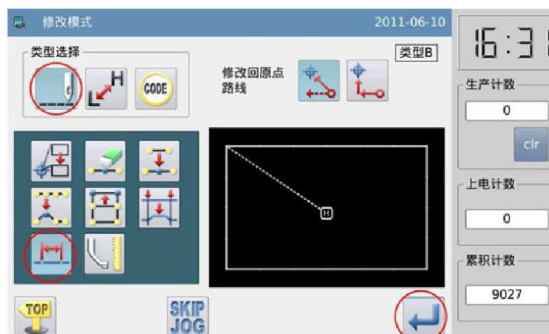 修改模式
2011-06-10
类型选择
类型B
L
H
CODE
修改回原点
路线
16:3
生产计数
0
clr
H
上电计数
0
累积计数
9027
TOP
SKIP
JOG